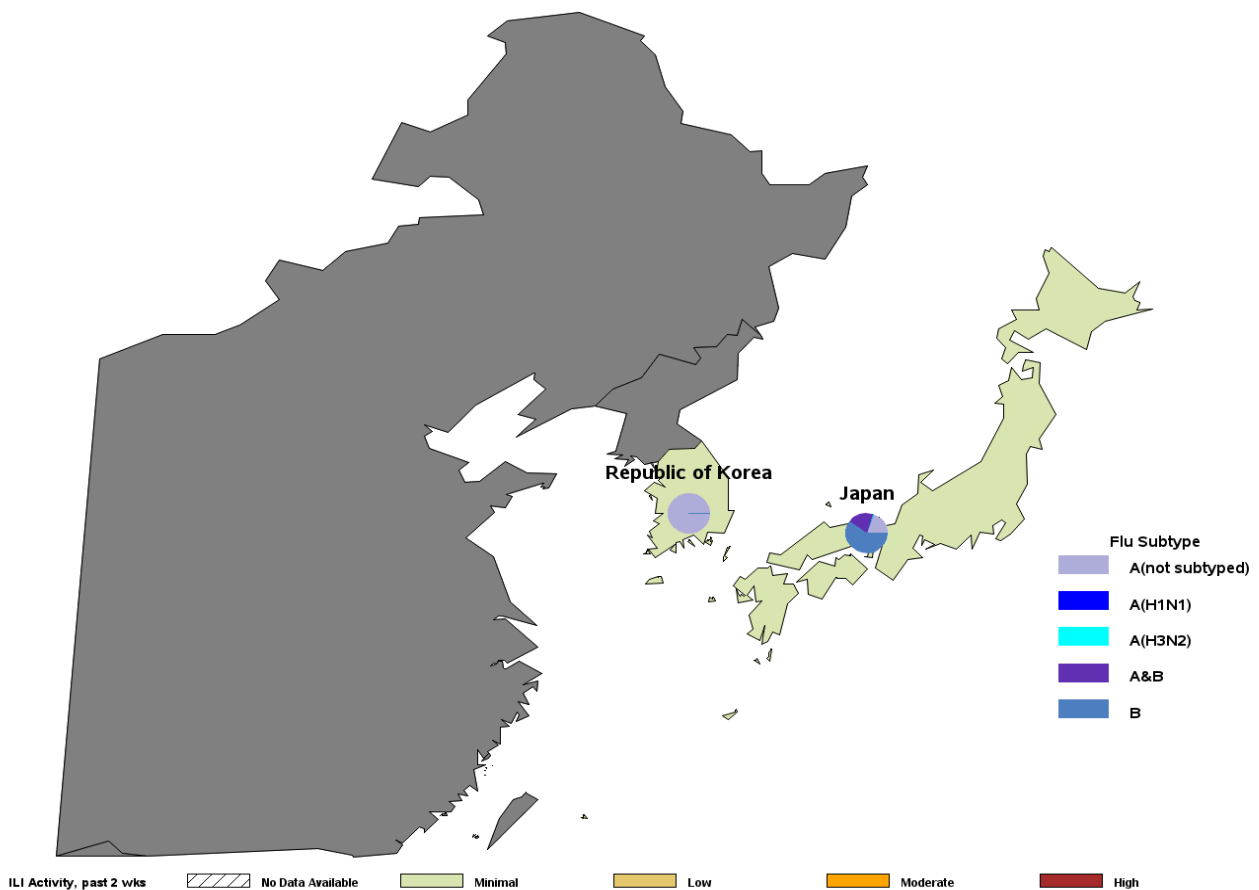 Republic of Korea
Japan
Flu Subtype
A(not subtyped)
A(H1N1)
A(H3N2)
A&B
B
ILI Activity, past 2 wks
No Data Available
Minimal
Low
Moderate
High